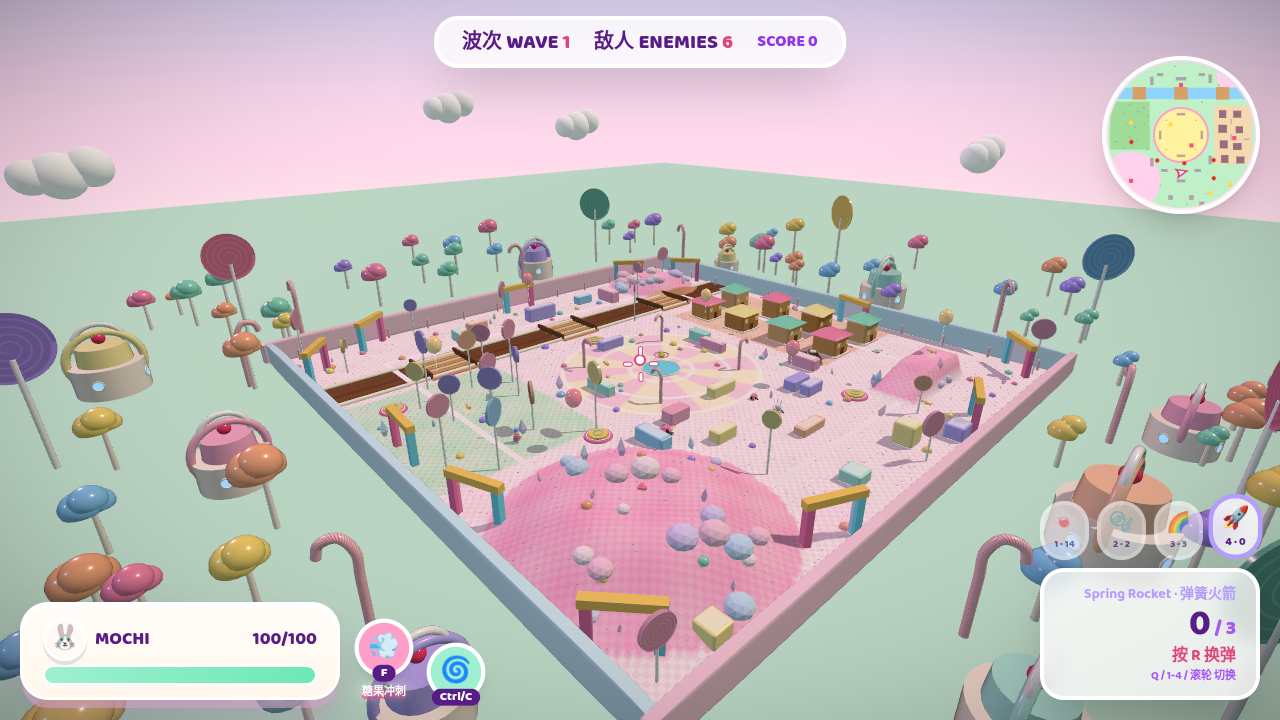 波次 WAVE 1 敌人 ENEMIES 6 SCORE 0
1·14 2·2 3·3 4·0
Spring Rocket · 弹簧火箭
0 / 3
按 R 换弹
Q / 1-4 / 滚轮 切换
MOCHI 100/100
F
糖果冲刺
Ctrl/C